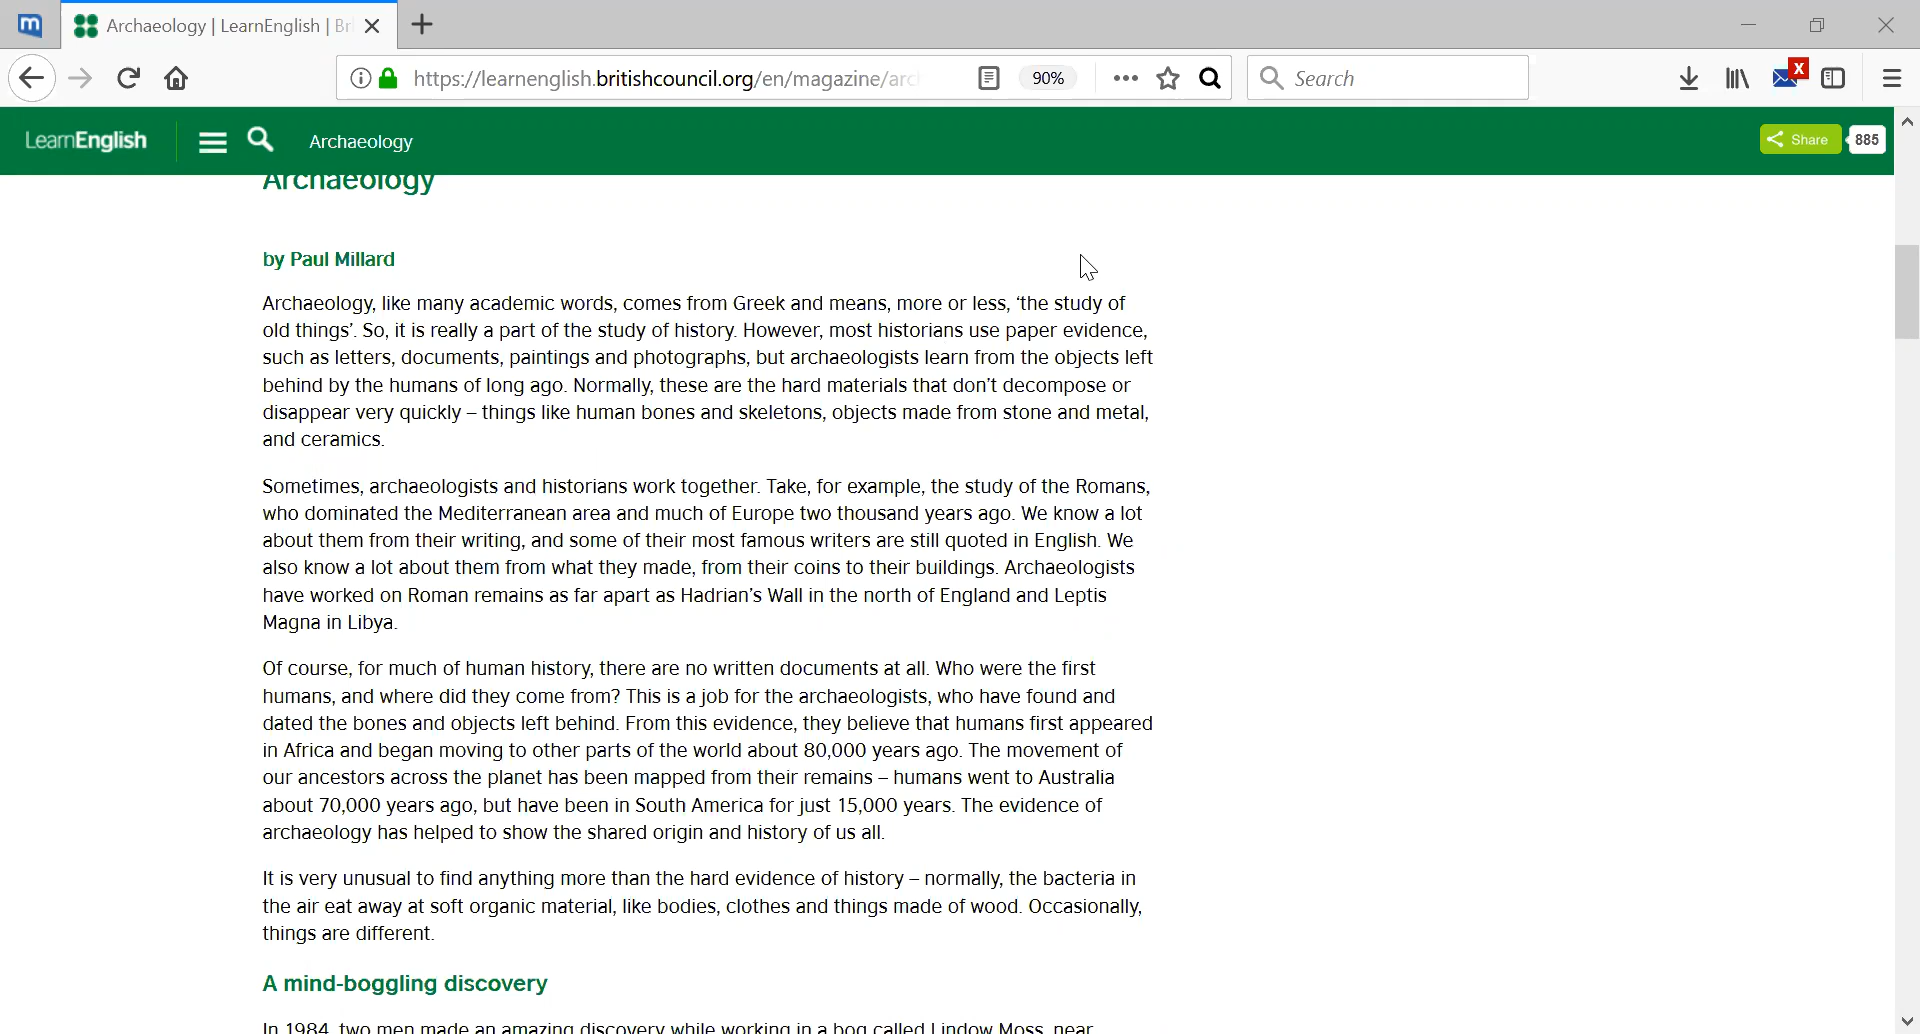 Archaeology | LearnEnglish | Br
https://learnenglish.britishcouncil.org/en/magazine/arc
90%
Search
X
LearnEnglish
Archaeology
Share
885
Archaeology
by Paul Millard
Archaeology, like many academic words, comes from Greek and means, more or less, ‘the study of
old things’. So, it is really a part of the study of history. However, most historians use paper evidence,
such as letters, documents, paintings and photographs, but archaeologists learn from the objects left
behind by the humans of long ago. Normally, these are the hard materials that don’t decompose or
disappear very quickly – things like human bones and skeletons, objects made from stone and metal,
and ceramics.
Sometimes, archaeologists and historians work together. Take, for example, the study of the Romans,
who dominated the Mediterranean area and much of Europe two thousand years ago. We know a lot
about them from their writing, and some of their most famous writers are still quoted in English. We
also know a lot about them from what they made, from their coins to their buildings. Archaeologists
have worked on Roman remains as far apart as Hadrian’s Wall in the north of England and Leptis
Magna in Libya.
Of course, for much of human history, there are no written documents at all. Who were the first
humans, and where did they come from? This is a job for the archaeologists, who have found and
dated the bones and objects left behind. From this evidence, they believe that humans first appeared
in Africa and began moving to other parts of the world about 80,000 years ago. The movement of
our ancestors across the planet has been mapped from their remains – humans went to Australia
about 70,000 years ago, but have been in South America for just 15,000 years. The evidence of
archaeology has helped to show the shared origin and history of us all.
It is very unusual to find anything more than the hard evidence of history – normally, the bacteria in
the air eat away at soft organic material, like bodies, clothes and things made of wood. Occasionally,
things are different.
A mind-boggling discovery
In 1984, two men made an amazing discovery while working in a bog called Lindow Moss, near